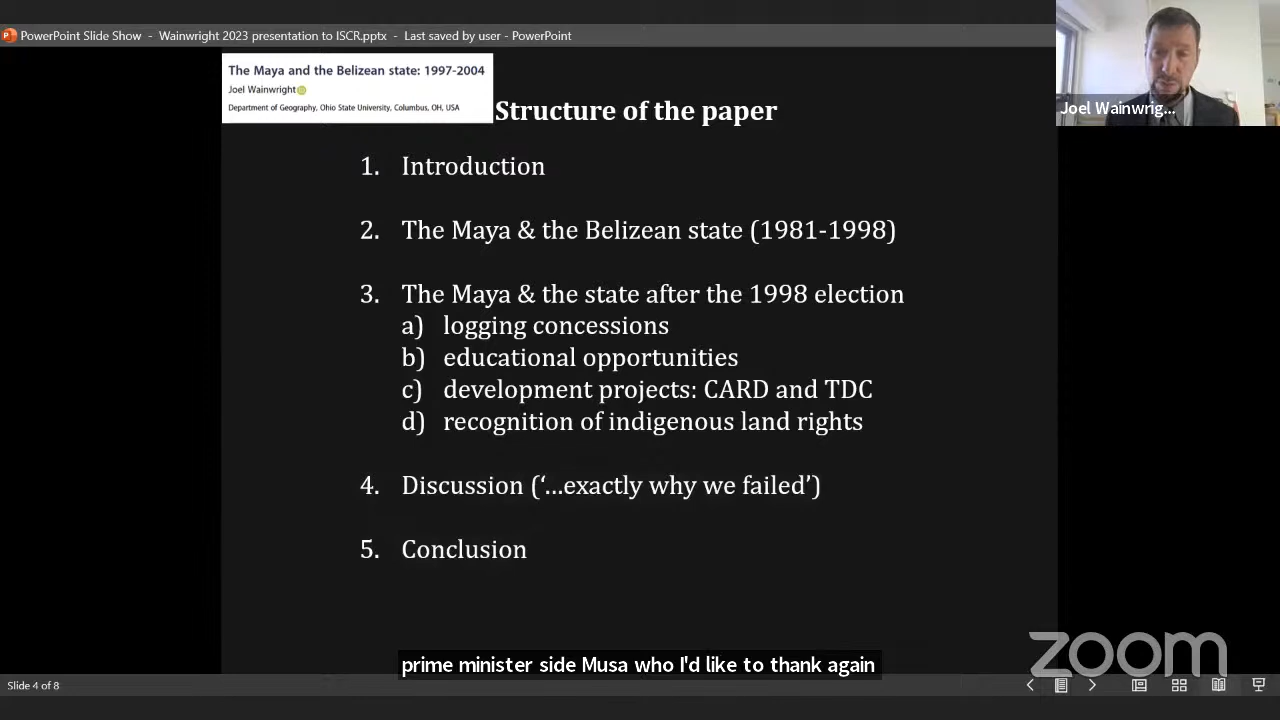 PowerPoint Slide Show - Wainwright 2023 presentation to ISCR.pptx - Last saved by user - PowerPoint
The Maya and the Belizean state: 1997-2004
Joel Wainwright
Department of Geography, Ohio State University, Columbus, OH, USA
Structure of the paper
Joel Wainwrig...
1. Introduction
2. The Maya & the Belizean state (1981-1998)
3. The Maya & the state after the 1998 election
a) logging concessions
b) educational opportunities
c) development projects: CARD and TDC
d) recognition of indigenous land rights
4. Discussion (‘…exactly why we failed’)
5. Conclusion
prime minister side Musa who I'd like to thank again
zoom
Slide 4 of 8